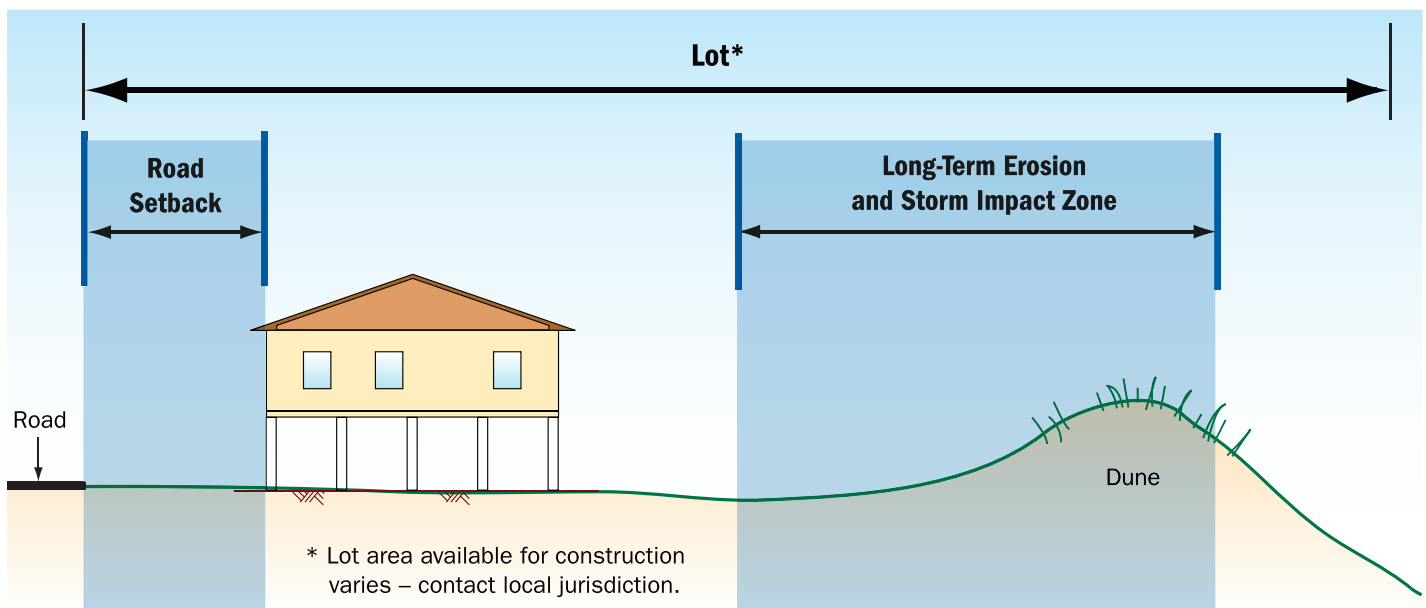 Lot*
Road
Setback
Long-Term Erosion
and Storm Impact Zone
Road
Dune
* Lot area available for construction
varies – contact local jurisdiction.